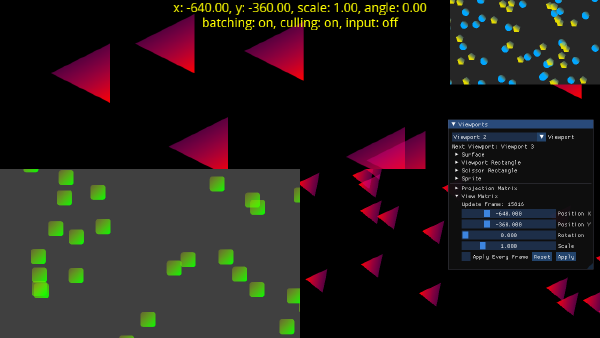 x: -640.00, y: -360.00, scale: 1.00, angle: 0.00
batching: on, culling: on, input: off
Viewports
Viewport 2 Viewport
Next Viewport: Viewport 3
Surface
Viewport Rectangle
Scissor Rectangle
Sprite
Projection Matrix
View Matrix
Update Frame: 15016
-640.000 Position X
-360.000 Position Y
0.000 Rotation
1.000 Scale
Apply Every Frame Reset Apply